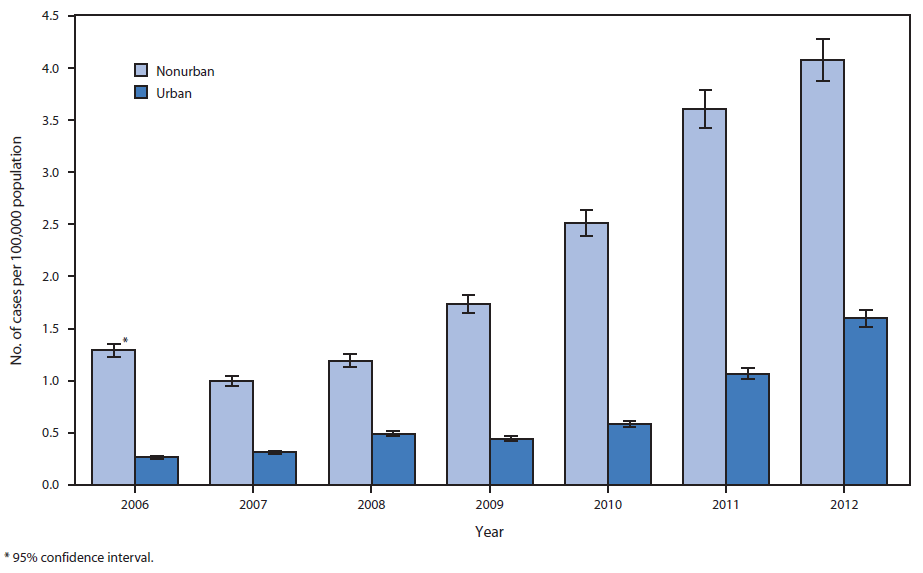 4.5
4.0
3.5
3.0
2.5
2.0
1.5
1.0
0.5
0.0
No. of cases per 100,000 population
Nonurban
Urban
*
2006 2007 2008 2009 2010 2011 2012
Year
* 95% confidence interval.